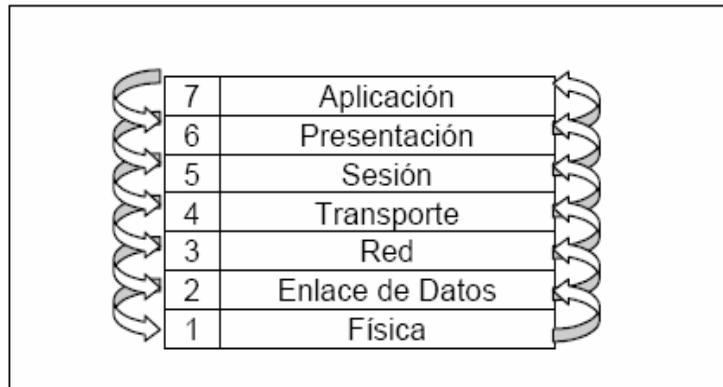 7 Aplicación
6 Presentación
5 Sesión
4 Transporte
3 Red
2 Enlace de Datos
1 Física